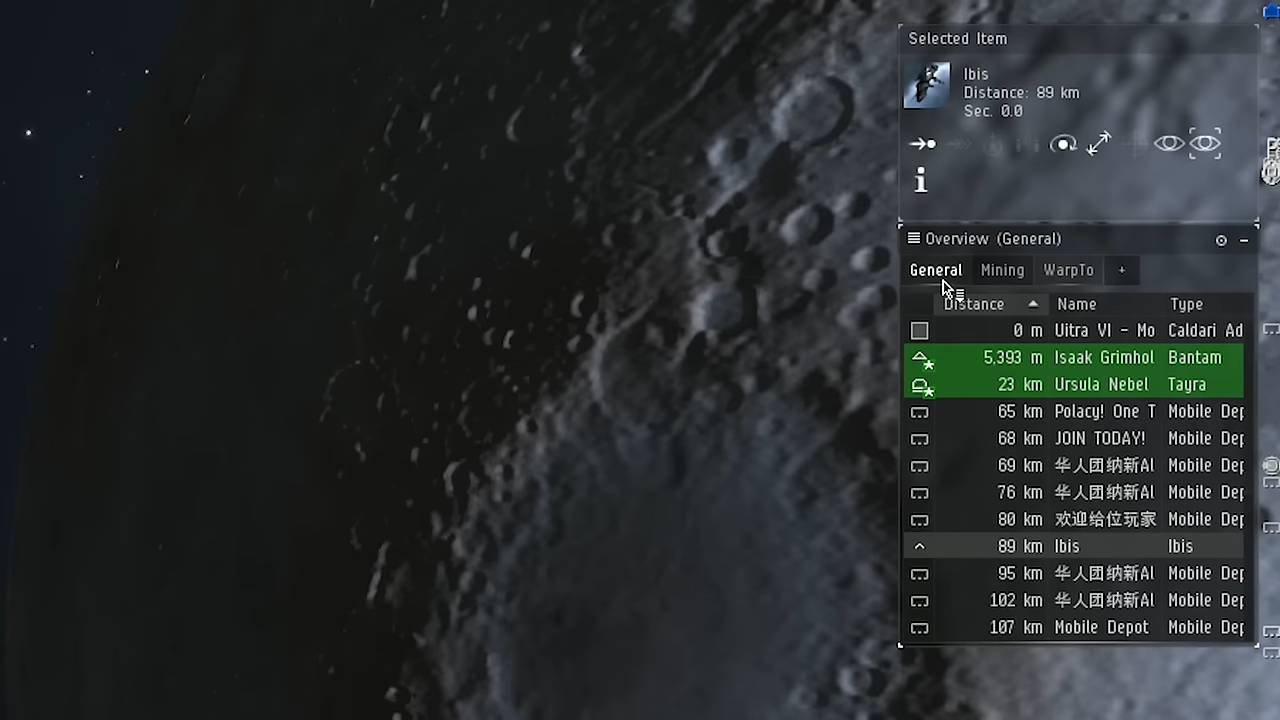 Selected Item
Ibis
Distance: 89 km
Sec. 0.0
Overview (General)
General Mining WarpTo +
Distance Name Type
0 m Uitra VI - Mo Caldari Ad
5,393 m Isaak Grimhol Bantam
23 km Ursula Nebel Tayra
65 km Polacy! One T Mobile Dep
68 km JOIN TODAY! Mobile Dep
69 km 华人团纳新Al Mobile Dep
76 km 华人团纳新Al Mobile Dep
80 km 欢迎给位玩家 Mobile Dep
89 km Ibis Ibis
95 km 华人团纳新Al Mobile Dep
102 km 华人团纳新Al Mobile Dep
107 km Mobile Depot Mobile Dep